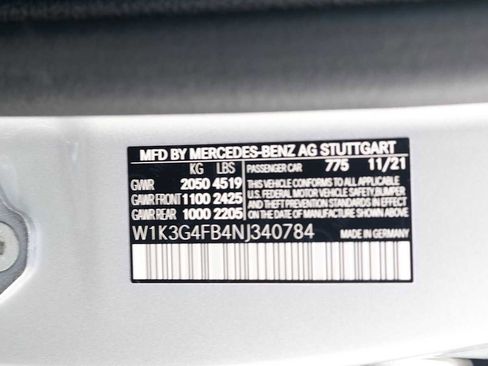 MFD BY MERCEDES-BENZ AG STUTTGART
KG LBS PASSENGER CAR 775 11/21
GVWR 2050 4519
GAWR FRONT 1100 2425
GAWR REAR 1000 2205
THIS VEHICLE CONFORMS TO ALL APPLICABLE
U.S. FEDERAL MOTOR VEHICLE SAFETY, BUMPER
AND THEFT PREVENTION STANDARDS IN EFFECT
ON THE DATE OF MANUFACTURE SHOWN ABOVE.
W1K3G4FB4NJ340784 MADE IN GERMANY